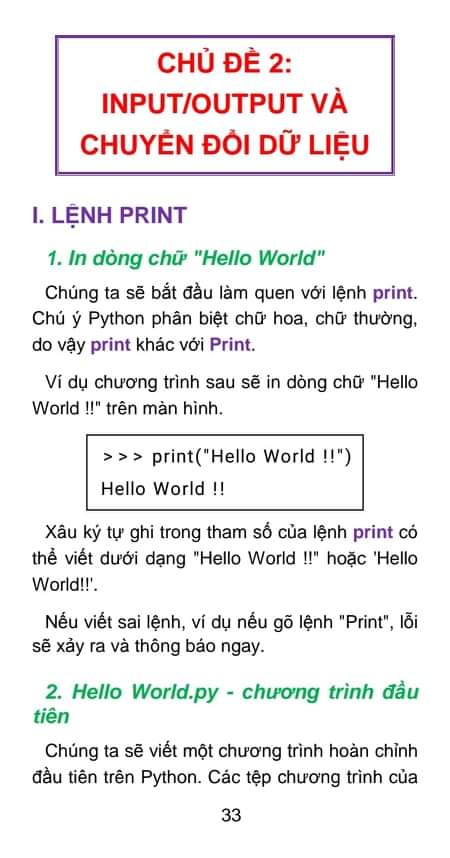 CHỦ ĐỀ 2:
INPUT/OUTPUT VÀ
CHUYỂN ĐỔI DỮ LIỆU
I. LỆNH PRINT
1. In dòng chữ "Hello World"
Chúng ta sẽ bắt đầu làm quen với lệnh print.
Chú ý Python phân biệt chữ hoa, chữ thường,
do vậy print khác với Print.
Ví dụ chương trình sau sẽ in dòng chữ "Hello
World !!" trên màn hình.
>>> print("Hello World !!")
Hello World !!
Xâu ký tự ghi trong tham số của lệnh print có
thể viết dưới dạng "Hello World !!" hoặc 'Hello
World!!'.
Nếu viết sai lệnh, ví dụ nếu gõ lệnh "Print", lỗi
sẽ xảy ra và thông báo ngay.
2. Hello World.py - chương trình đầu
tiên
Chúng ta sẽ viết một chương trình hoàn chỉnh
đầu tiên trên Python. Các tệp chương trình của
33